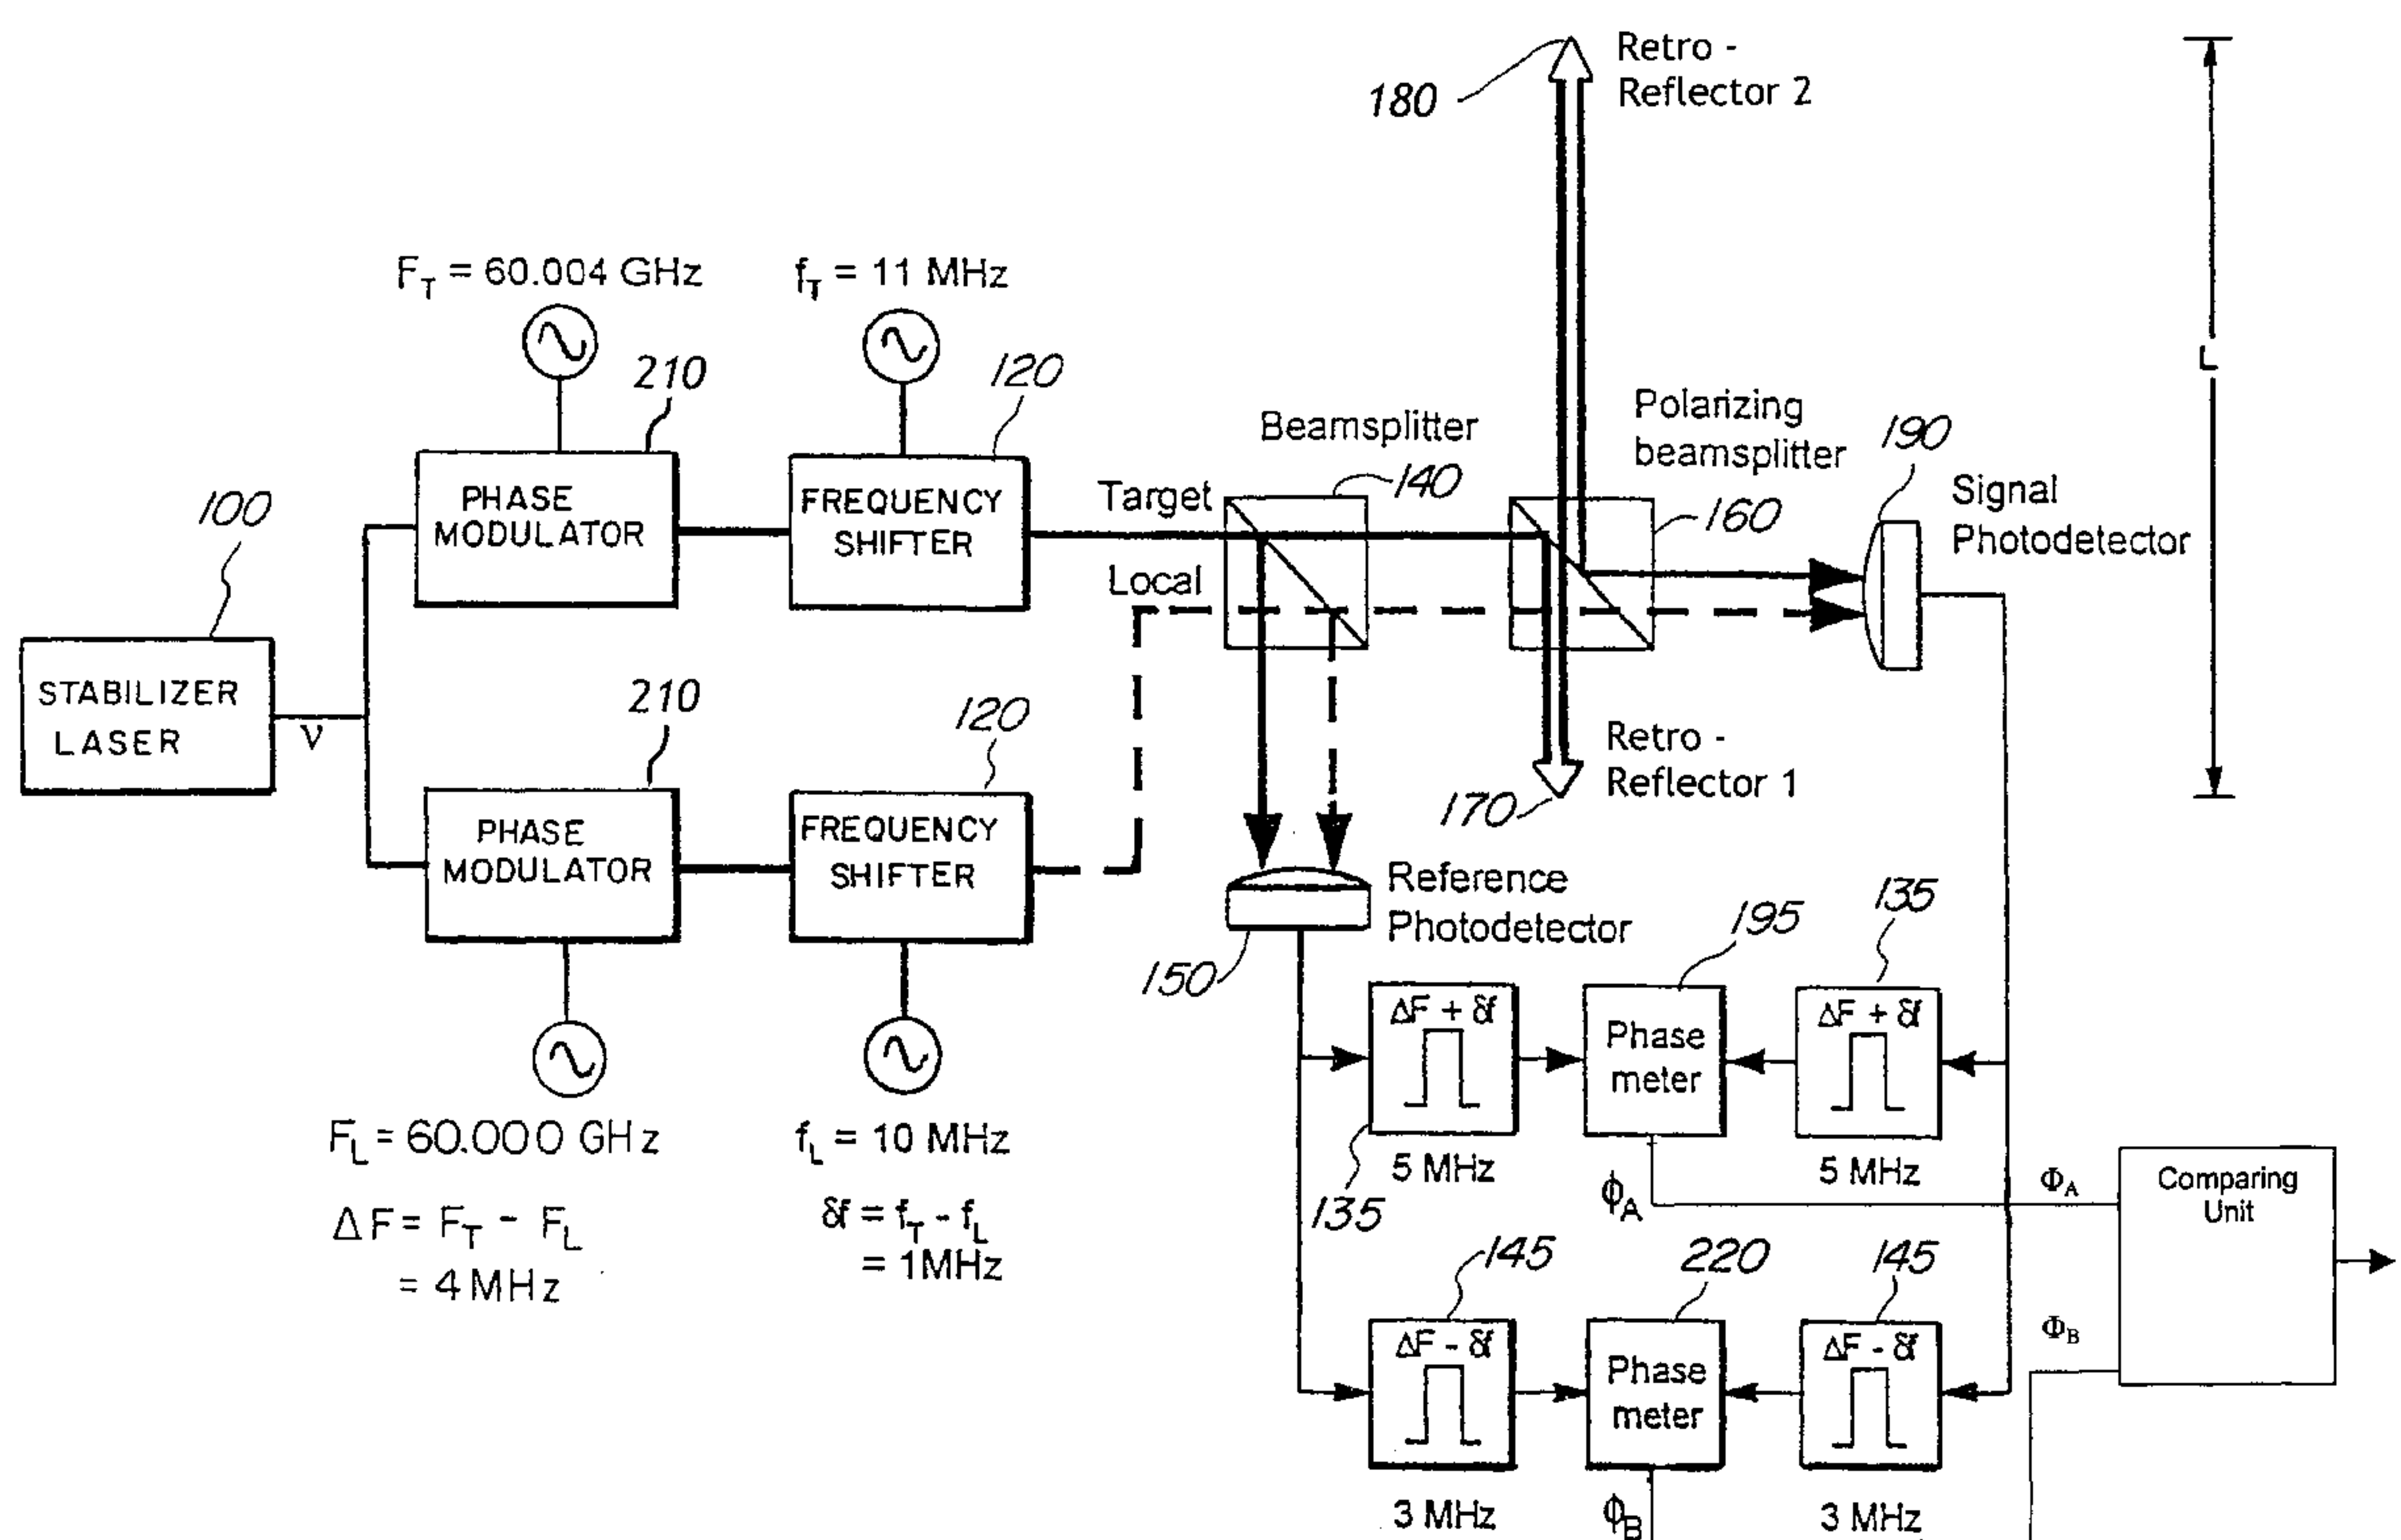 Retro -
Reflector 2
180
F_T = 60.004 GHz
f_T = 11 MHz
210
120
PHASE
MODULATOR
FREQUENCY
SHIFTER
100
STABILIZER
LASER
ν
Target
Local
Beamsplitter
140
Polarizing
beamsplitter
160
190
Signal
Photodetector
L
210
120
PHASE
MODULATOR
FREQUENCY
SHIFTER
Retro -
Reflector 1
170
Reference
Photodetector
150
F_L = 60.000 GHz
f_L = 10 MHz
ΔF = F_T - F_L
= 4 MHz
δf = f_T - f_L
= 1MHz
195
135
ΔF + δf
Phase
meter
ΔF + δf
5 MHz
5 MHz
135
ϕ_A
Φ_A
Comparing
Unit
145
220
145
ΔF - δf
Phase
meter
ΔF - δf
Φ_B
3 MHz
ϕ_B
3 MHz